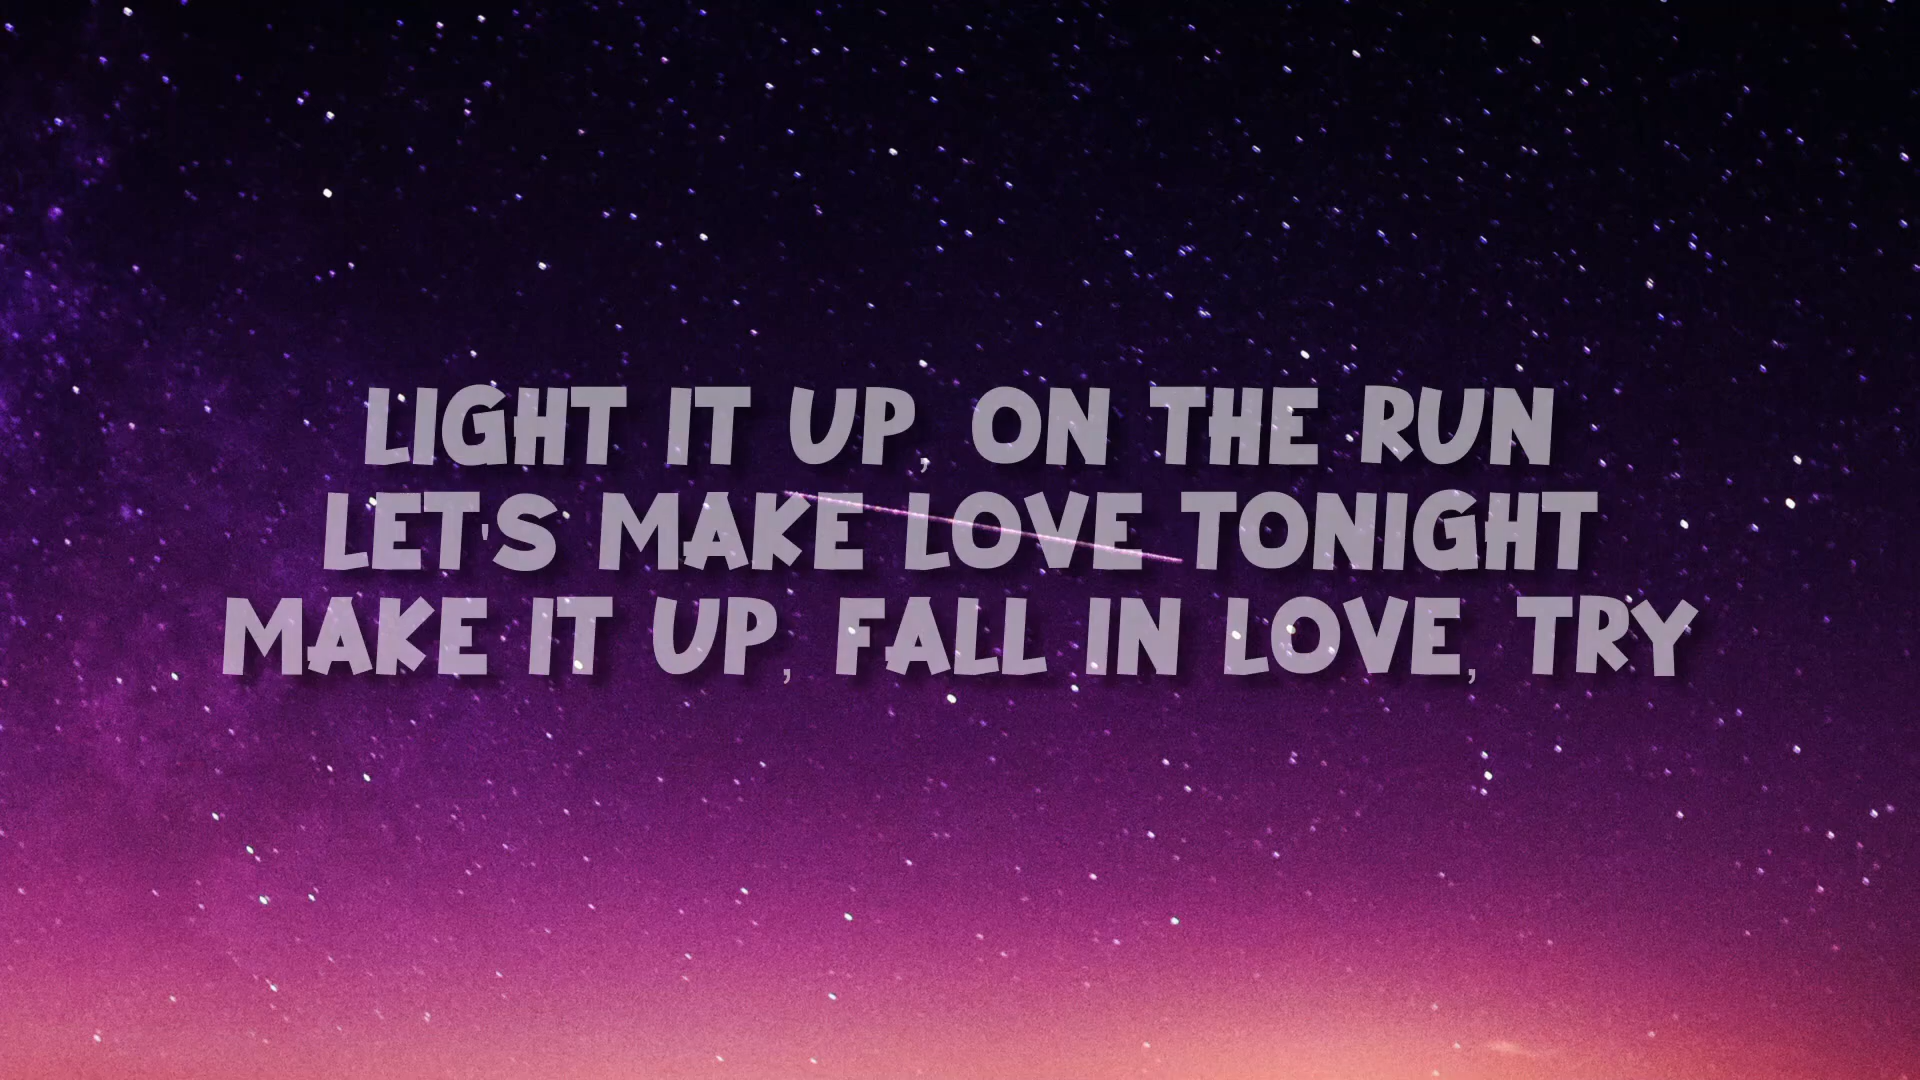 LIGHT IT UP, ON THE RUN
LET'S MAKE LOVE TONIGHT
MAKE IT UP, FALL IN LOVE, TRY